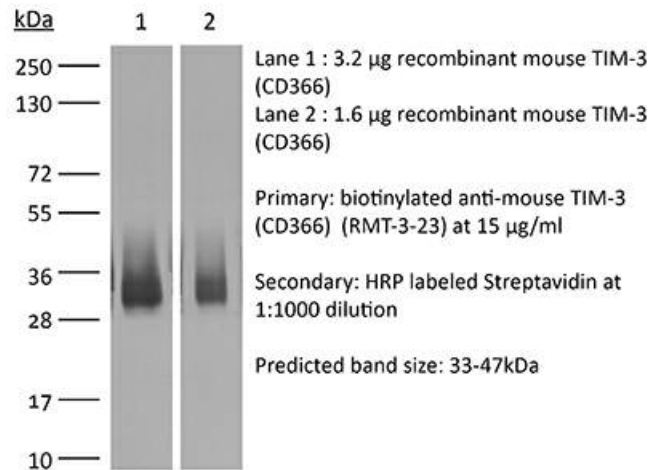 kDa
1 2
250
130
72
55
36
28
17
10
Lane 1 : 3.2 µg recombinant mouse TIM-3
(CD366)
Lane 2 : 1.6 µg recombinant mouse TIM-3
(CD366)
Primary: biotinylated anti-mouse TIM-3
(CD366) (RMT-3-23) at 15 µg/ml
Secondary: HRP labeled Streptavidin at
1:1000 dilution
Predicted band size: 33-47kDa